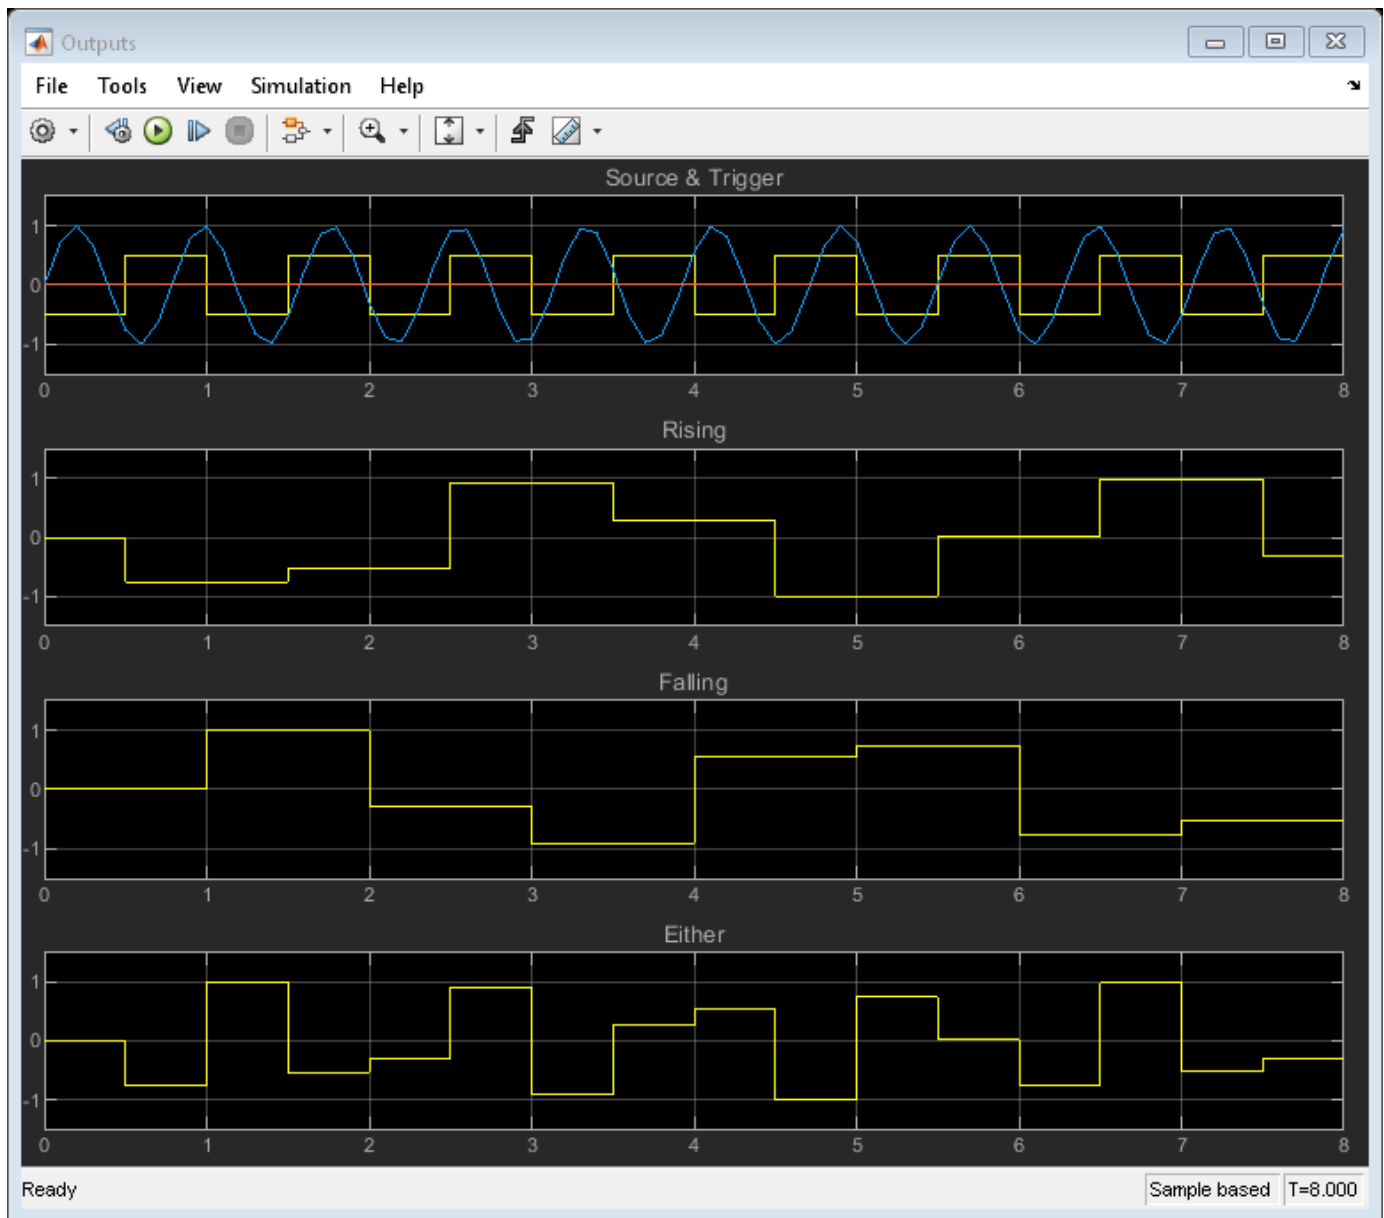 Outputs
File Tools View Simulation Help
Source & Trigger
1
0
-1
0 1 2 3 4 5 6 7 8
Rising
1
0
-1
0 1 2 3 4 5 6 7 8
Falling
1
0
-1
0 1 2 3 4 5 6 7 8
Either
1
0
-1
0 1 2 3 4 5 6 7 8
Ready Sample based T=8.000